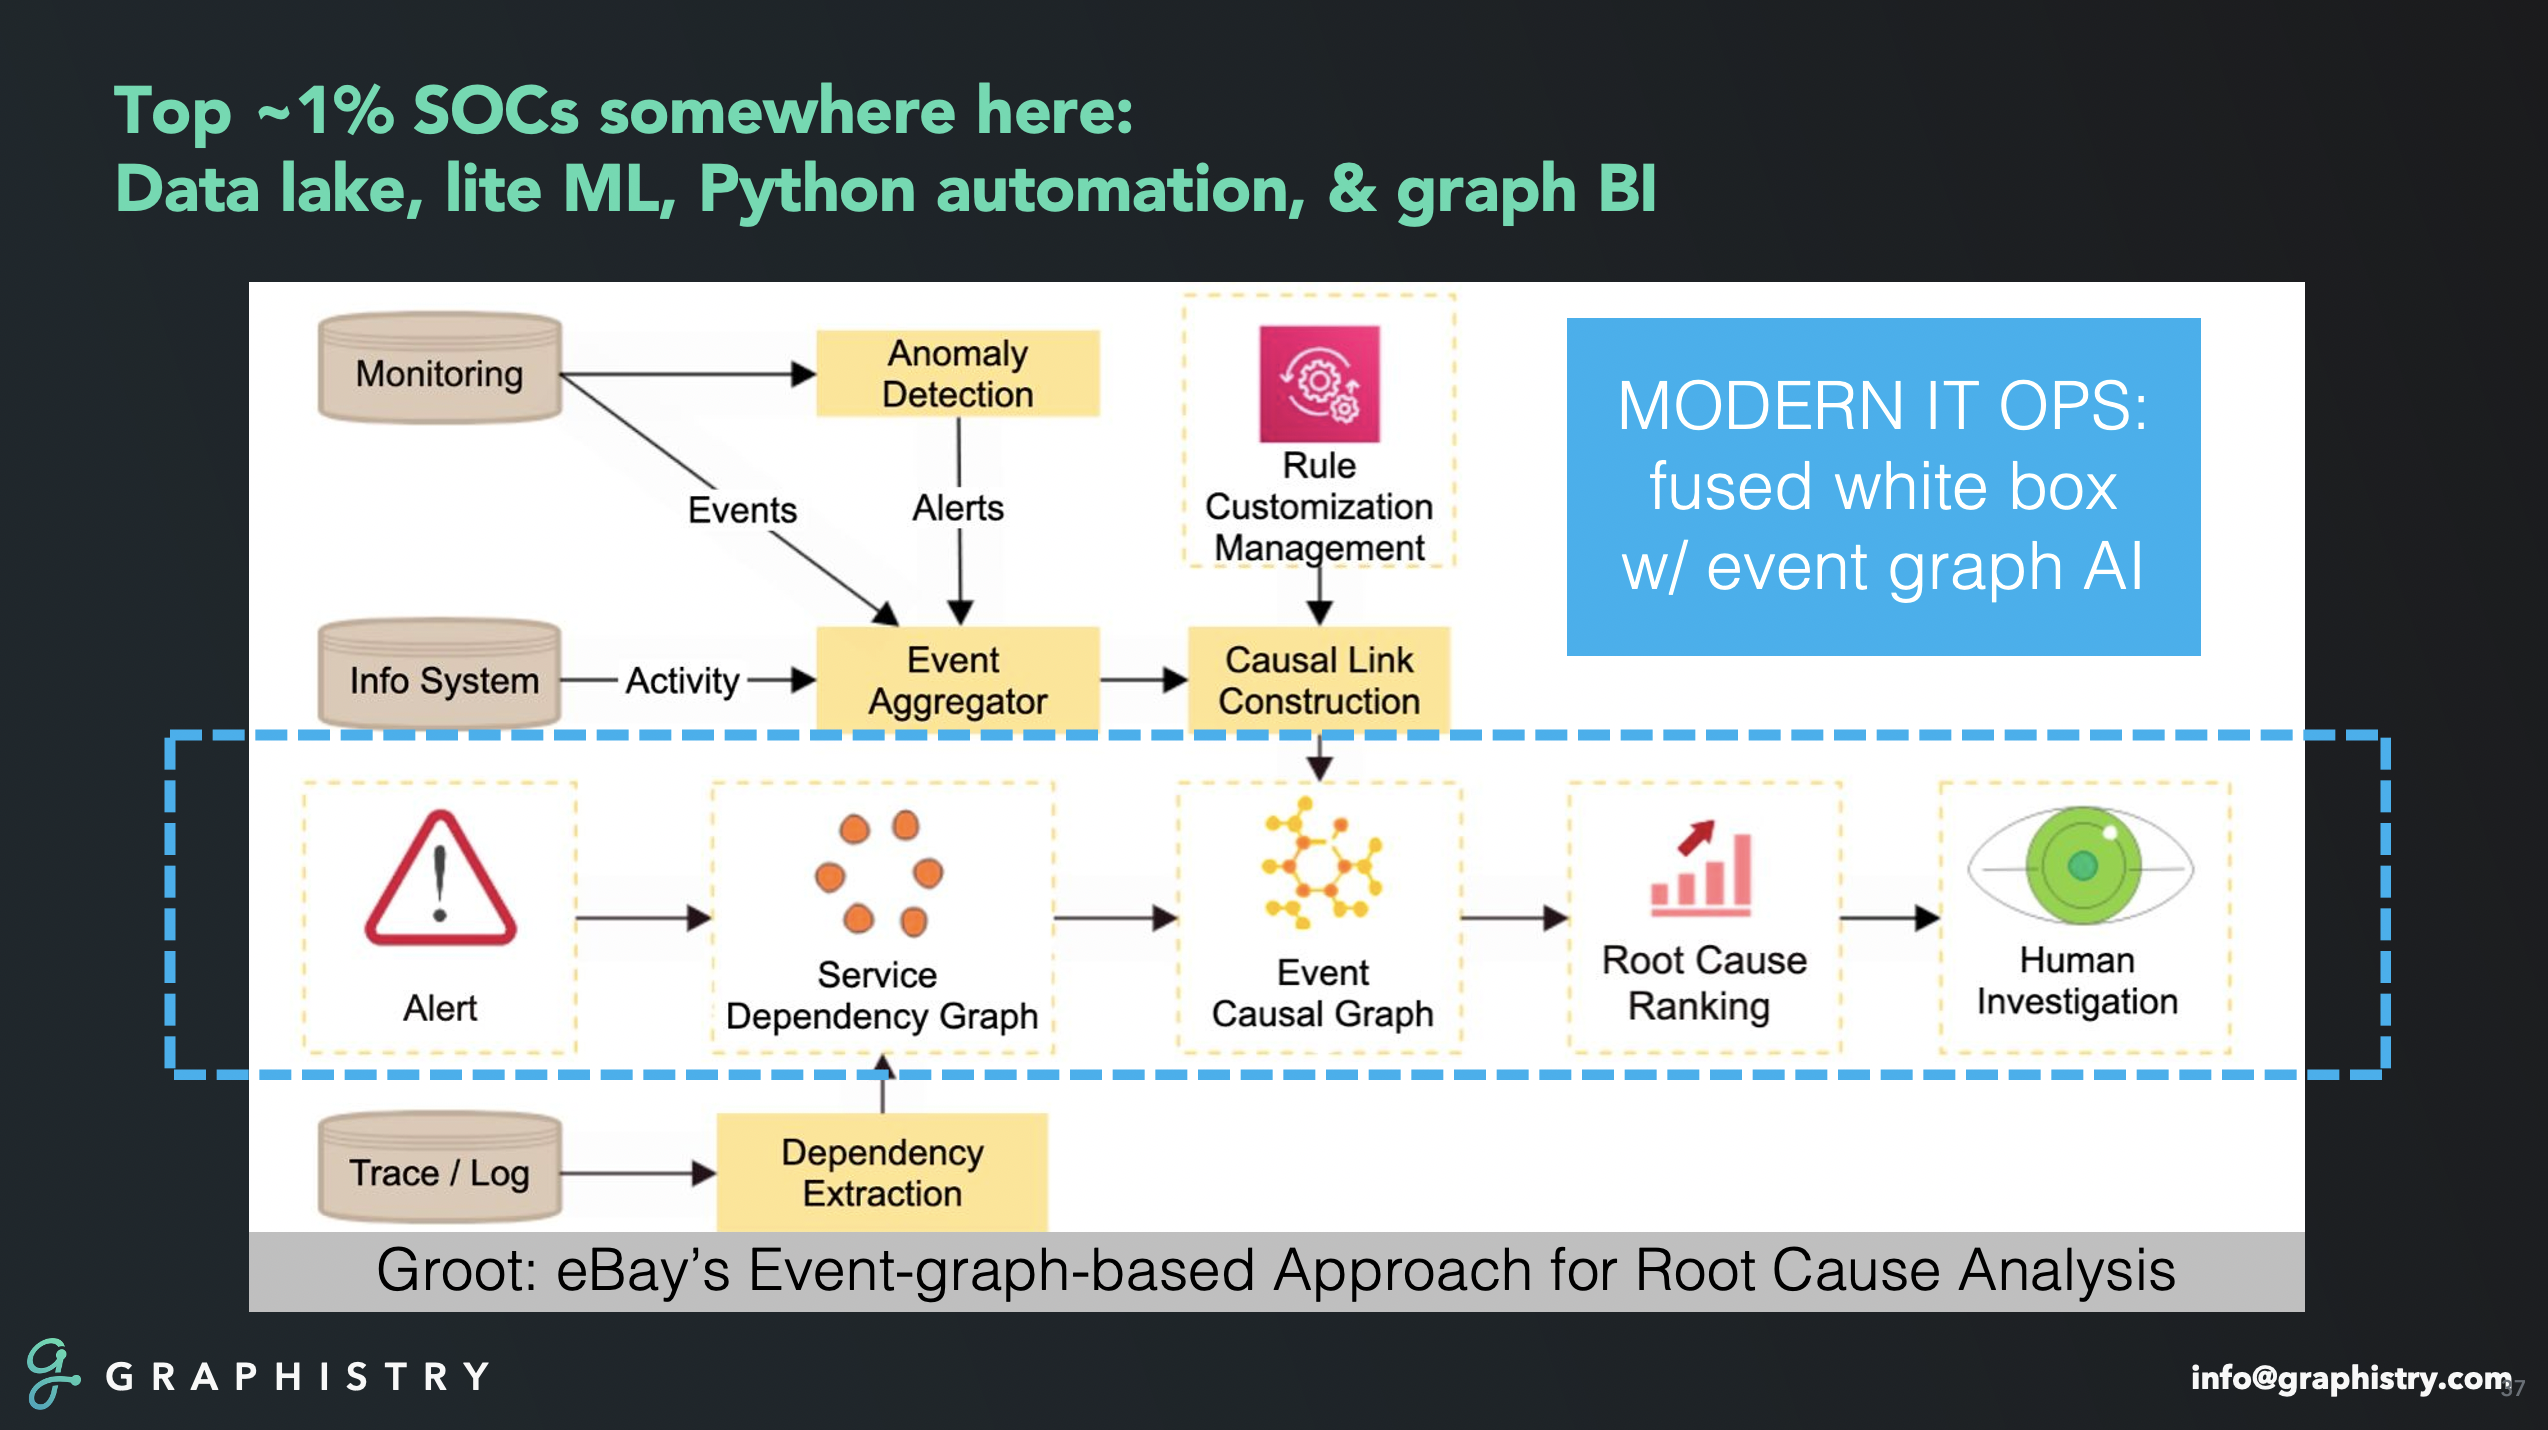 Top ~1% SOCs somewhere here:
Data lake, lite ML, Python automation, & graph BI
Monitoring
Anomaly
Detection
Rule
Customization
Management
MODERN IT OPS:
fused white box
w/ event graph AI
Events
Alerts
Info System
Activity
Event
Aggregator
Causal Link
Construction
Alert
Service
Dependency Graph
Event
Causal Graph
Root Cause
Ranking
Human
Investigation
Trace / Log
Dependency
Extraction
Groot: eBay’s Event-graph-based Approach for Root Cause Analysis
GRAPHISTRY
info@graphistry.com
37